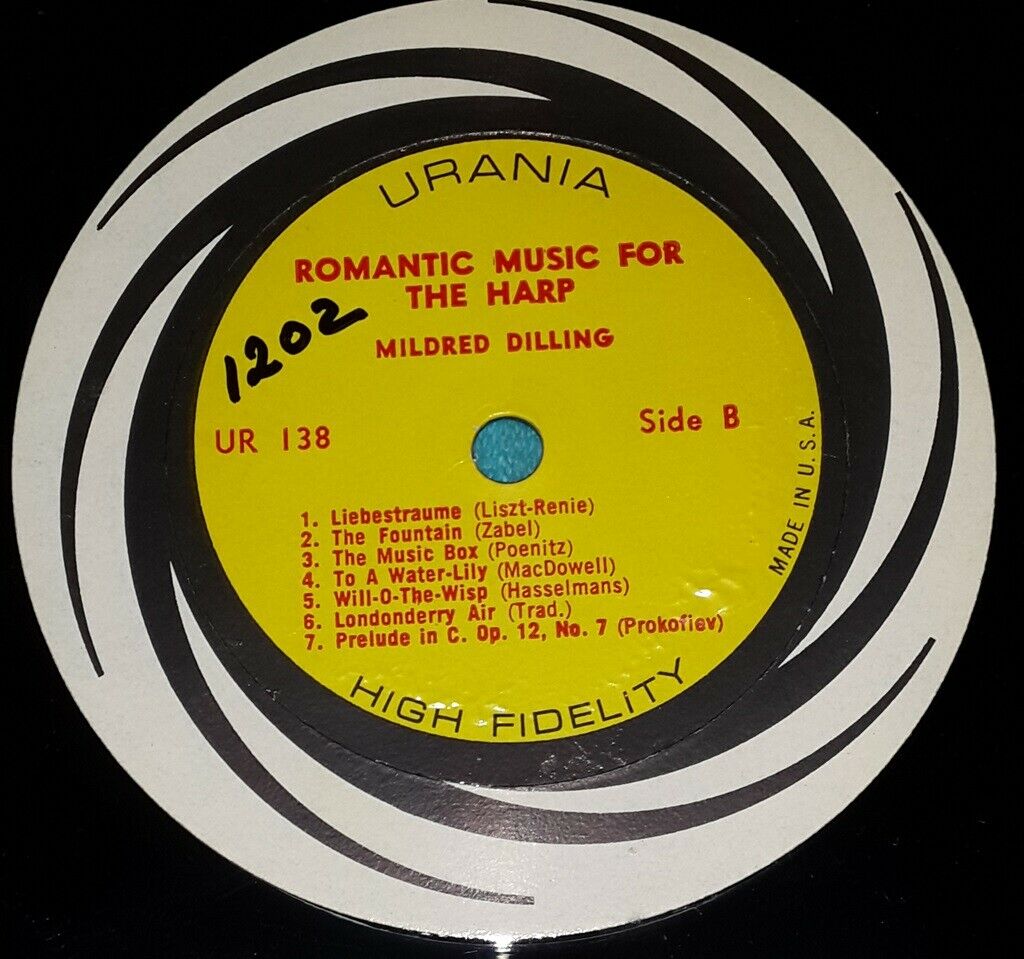 URANIA
ROMANTIC MUSIC FOR
THE HARP
1202
MILDRED DILLING
UR 138
Side B
MADE IN U.S.A.
1. Liebestraume (Liszt-Renie)
2. The Fountain (Zabel)
3. The Music Box (Poenitz)
4. To A Water-Lily (MacDowell)
5. Will-O-The-Wisp (Hasselmans)
6. Londonderry Air (Trad.)
7. Prelude in C. Op. 12, No. 7 (Prokofiev)
HIGH FIDELiTY